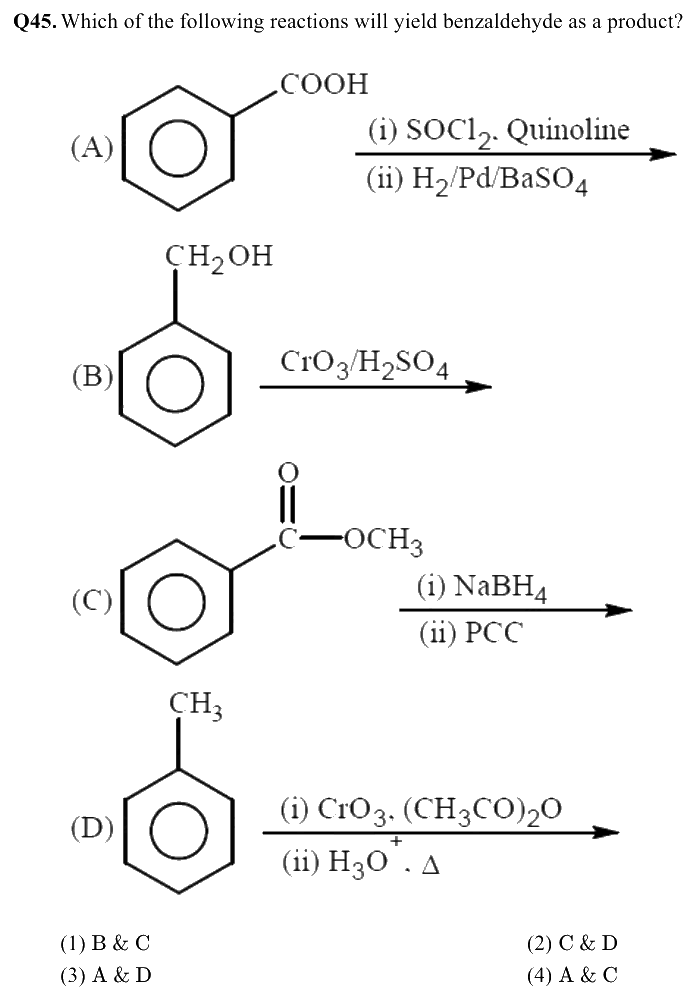 Q45. Which of the following reactions will yield benzaldehyde as a product?
COOH
(A)
(i) SOCl2. Quinoline
(ii) H2/Pd/BaSO4
CH2OH
(B)
CrO3/H2SO4
O
C—OCH3
(C)
(i) NaBH4
(ii) PCC
CH3
(D)
(i) CrO3. (CH3CO)2O
(ii) H3O+. Δ
(1) B & C
(2) C & D
(3) A & D
(4) A & C